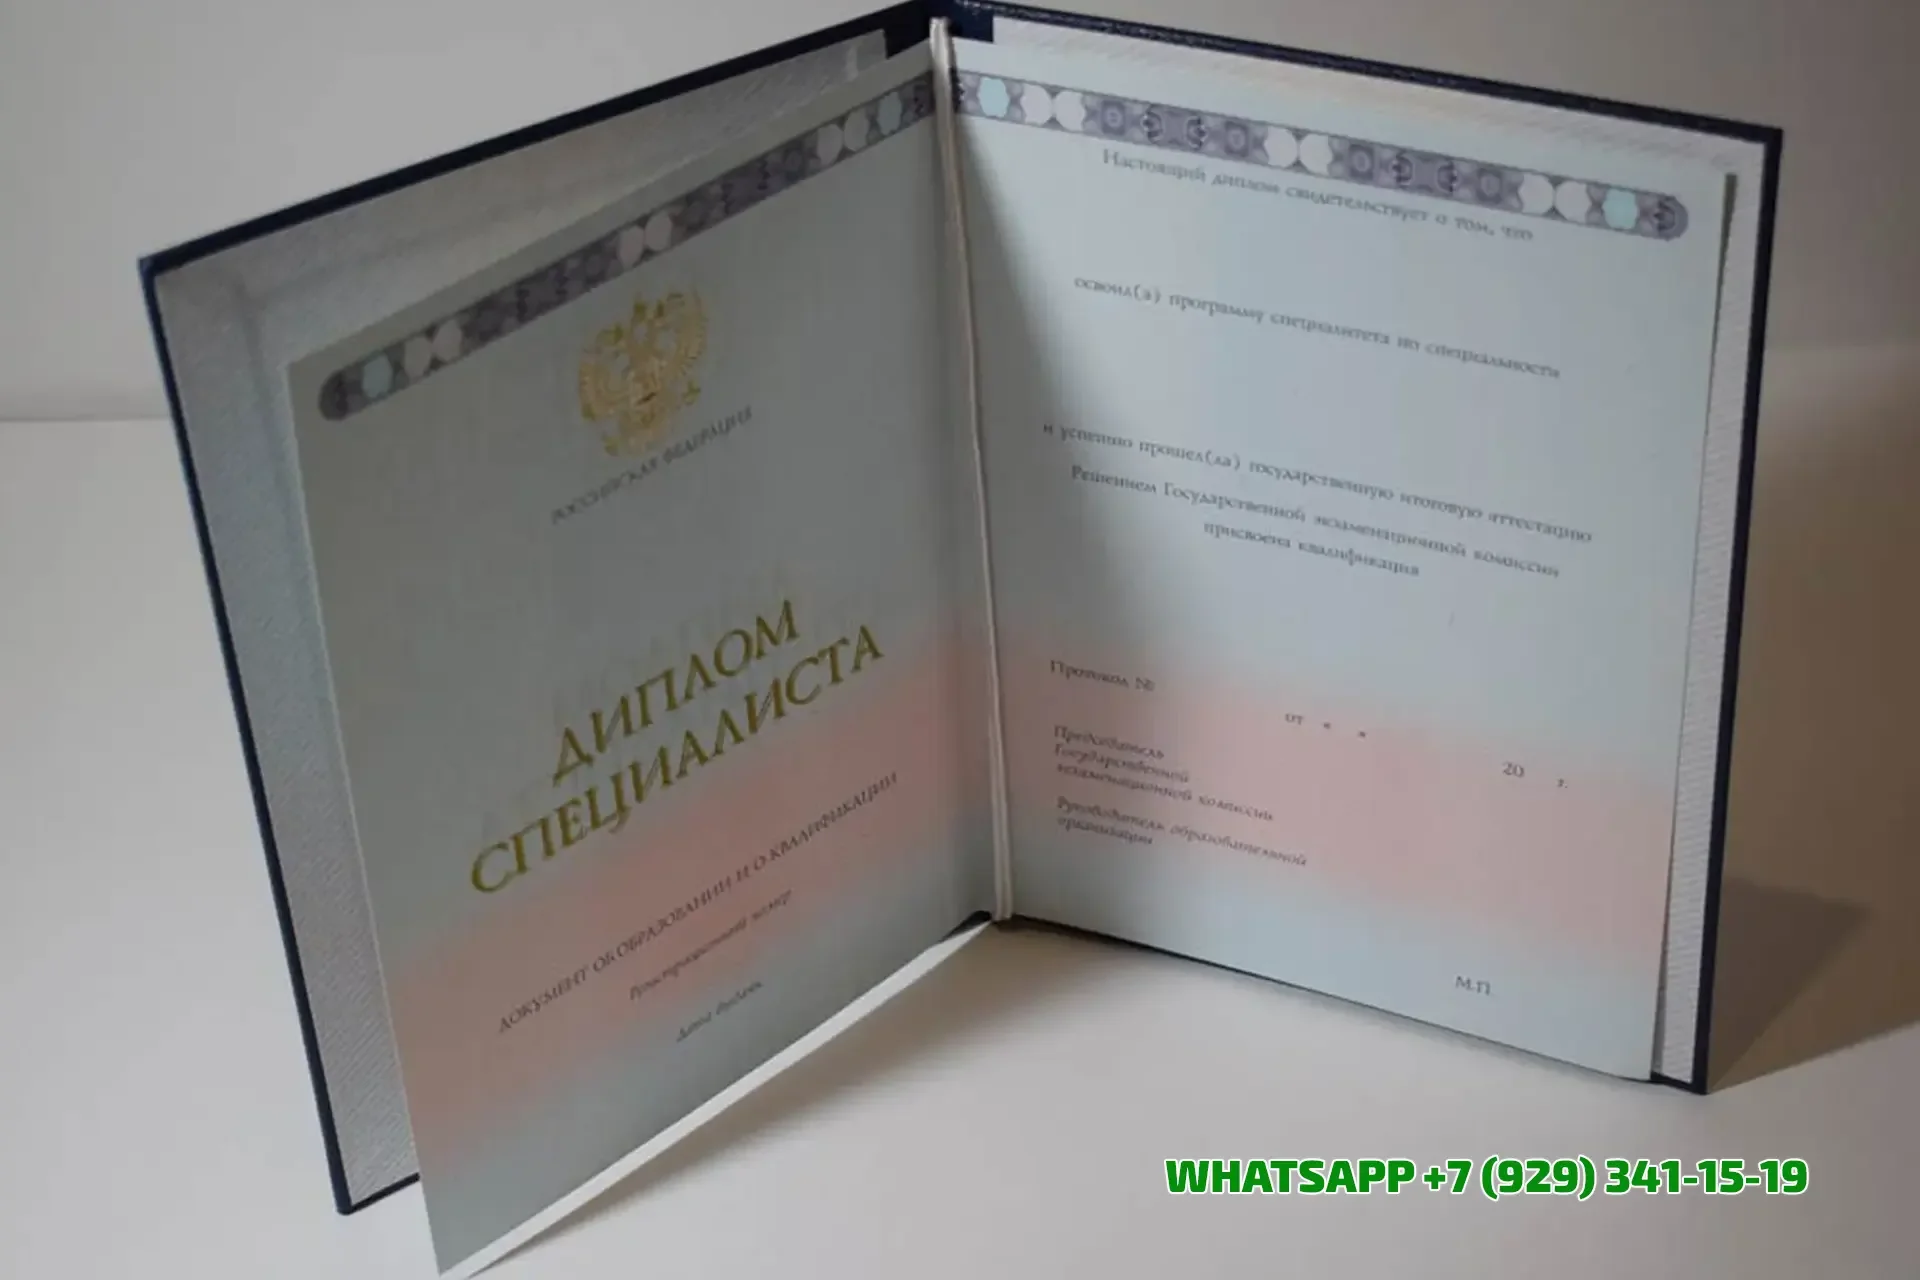 РОССИЙСКАЯ ФЕДЕРАЦИЯ
ДИПЛОМ
СПЕЦИАЛИСТА
ДОКУМЕНТ ОБ ОБРАЗОВАНИИ И О КВАЛИФИКАЦИИ
Регистрационный номер
Дата выдачи
Настоящий диплом свидетельствует о том, что
освоил(а) программу специалитета по специальности
и успешно прошел(ла) государственную итоговую аттестацию
Решением Государственной экзаменационной комиссии
присвоена квалификация
Протокол №
от « »
20 г.
Председатель
Государственной
экзаменационной комиссии
Руководитель образовательной
организации
М.П.
WHATSAPP +7 (929) 341-15-19